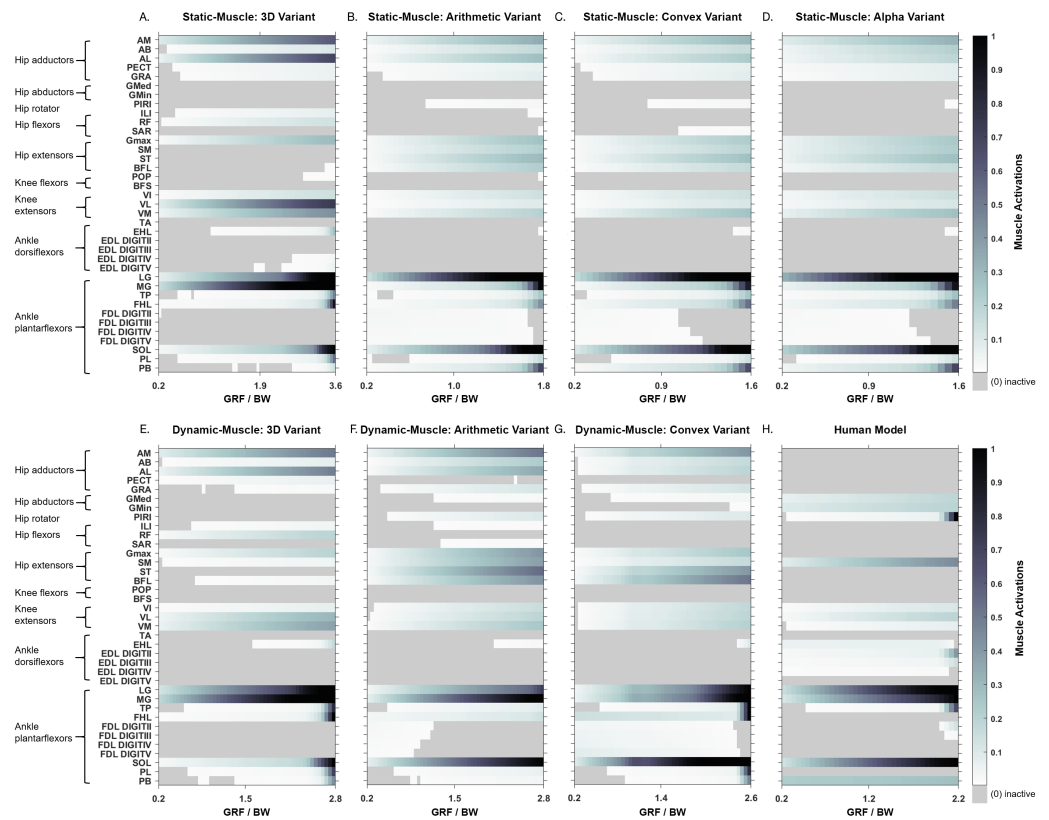 A. Static-Muscle: 3D Variant
B. Static-Muscle: Arithmetic Variant
C. Static-Muscle: Convex Variant
D. Static-Muscle: Alpha Variant
Hip adductors
Hip abductors
Hip rotator
Hip flexors
Hip extensors
Knee flexors
Knee
extensors
Ankle
dorsiflexors
Ankle
plantarflexors
AM
AB
AL
PECT
GRA
GMed
GMin
PIRI
ILI
RF
SAR
Gmax
SM
ST
BFL
POP
BFS
VI
VL
VM
TA
EHL
EDL DIGITII
EDL DIGITIII
EDL DIGITIV
EDL DIGITV
LG
MG
TP
FHL
FDL DIGITII
FDL DIGITIII
FDL DIGITIV
FDL DIGITV
SOL
PL
PB
0.2 1.9 3.6
GRF / BW
0.2 1.0 1.8
GRF / BW
0.2 0.9 1.6
GRF / BW
0.2 0.9 1.6
GRF / BW
1
0.9
0.8
0.7
0.6
0.5
0.4
0.3
0.2
0.1
(0) inactive
Muscle Activations
E. Dynamic-Muscle: 3D Variant
F. Dynamic-Muscle: Arithmetic Variant
G. Dynamic-Muscle: Convex Variant
H. Human Model
Hip adductors
Hip abductors
Hip rotator
Hip flexors
Hip extensors
Knee flexors
Knee
extensors
Ankle
dorsiflexors
Ankle
plantarflexors
AM
AB
AL
PECT
GRA
GMed
GMin
PIRI
ILI
RF
SAR
Gmax
SM
ST
BFL
POP
BFS
VI
VL
VM
TA
EHL
EDL DIGITII
EDL DIGITIII
EDL DIGITIV
EDL DIGITV
LG
MG
TP
FHL
FDL DIGITII
FDL DIGITIII
FDL DIGITIV
FDL DIGITV
SOL
PL
PB
0.2 1.5 2.8
GRF / BW
0.2 1.5 2.8
GRF / BW
0.2 1.4 2.6
GRF / BW
0.2 1.2 2.2
GRF / BW
1
0.9
0.8
0.7
0.6
0.5
0.4
0.3
0.2
0.1
(0) inactive
Muscle Activations